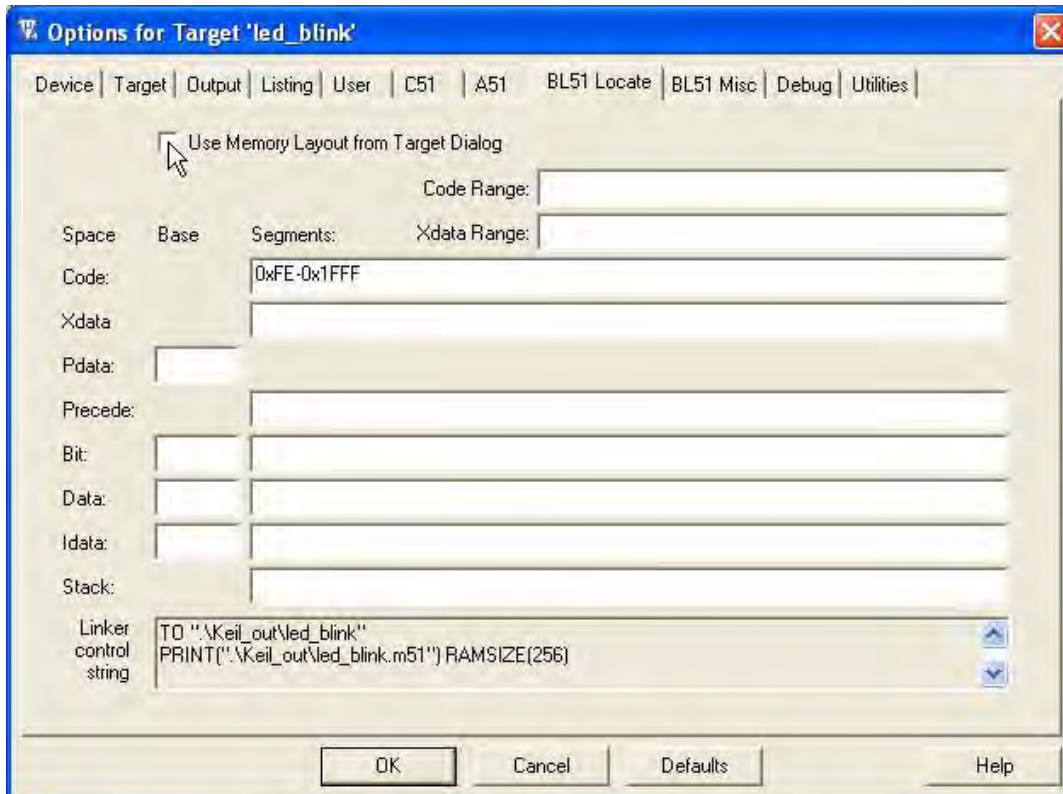 Options for Target 'led_blink'
Device | Target | Output | Listing | User | C51 | A51 BL51 Locate | BL51 Misc | Debug | Utilities |
Use Memory Layout from Target Dialog
Code Range:
Space Base Segments: Xdata Range:
Code: 0xFE-0x1FFF
Xdata
Pdata:
Precede:
Bit:
Data:
Idata:
Stack:
Linker control string
TO ".\Keil_out\led_blink"
PRINT(".\Keil_out\led_blink.m51") RAMSIZE(256)
OK Cancel Defaults Help